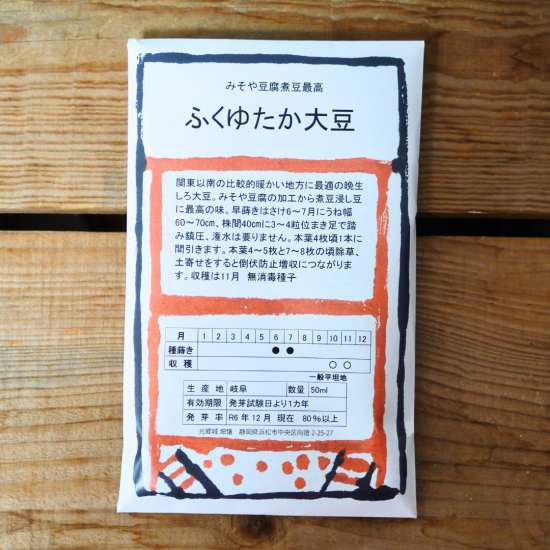 みそや豆腐煮豆最高
ふくゆたか大豆
関東以南の比較的暖かい地方に最適の晩生
しろ大豆。みそや豆腐の加工から煮豆浸し豆
に最高の味。早蒔きはさけ6～7月にうね幅
60～70cm、株間40cmに3～4粒位まき足で踏
み鎮圧、潅水は要りません。本葉4枚頃1本に
間引きます。本葉4～5枚と7～8枚の頃除草、
土寄せをすると倒伏防止増収につながりま
す。収穫は11月 無消毒種子
月 1 2 3 4 5 6 7 8 9 10 11 12
種蒔き ● ●
収穫 ○ ○
一般平坦地
生産地 岐阜 数量 50ml
有効期限 発芽試験日より1カ年
発芽率 R6年12月 現在 80%以上
光郷城 畑懐 静岡県浜松市中央区向宿2-25-27